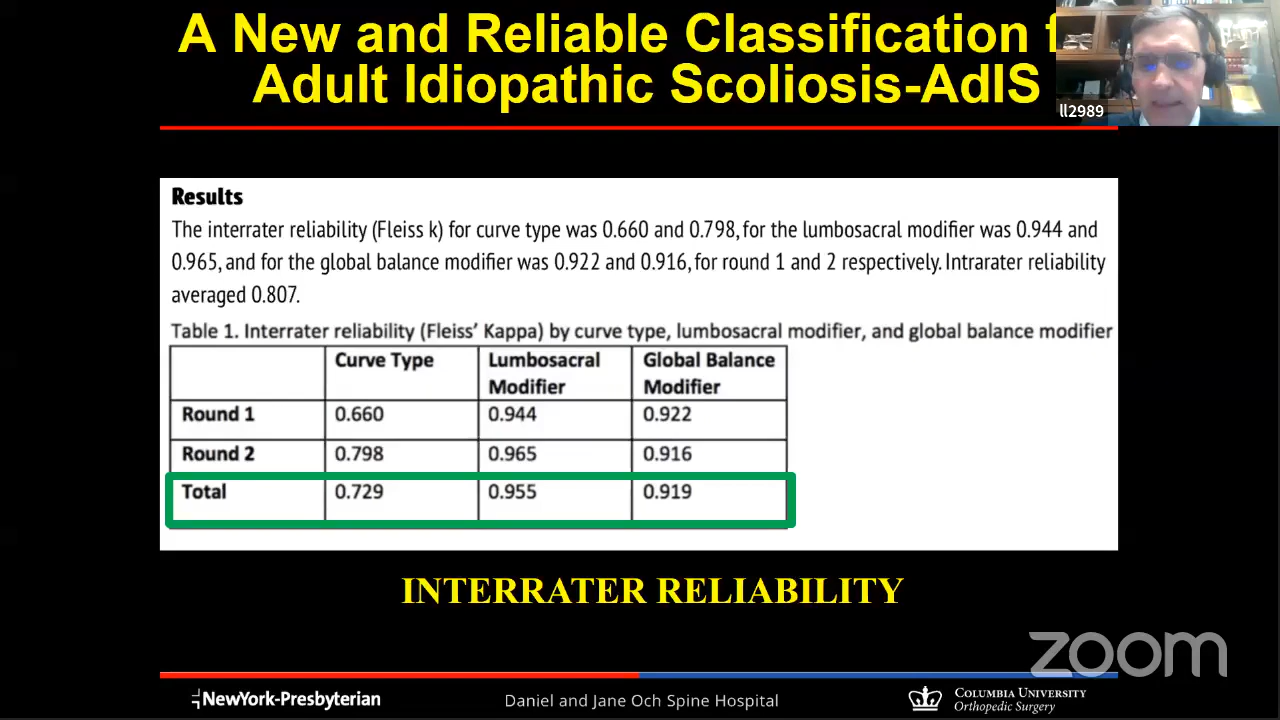 A New and Reliable Classification f
Adult Idiopathic Scoliosis-AdIS
ll2989
Results
The interrater reliability (Fleiss k) for curve type was 0.660 and 0.798, for the lumbosacral modifier was 0.944 and
0.965, and for the global balance modifier was 0.922 and 0.916, for round 1 and 2 respectively. Intrarater reliability
averaged 0.807.
Table 1. Interrater reliability (Fleiss' Kappa) by curve type, lumbosacral modifier, and global balance modifier
Curve Type Lumbosacral Modifier Global Balance Modifier
Round 1 0.660 0.944 0.922
Round 2 0.798 0.965 0.916
Total 0.729 0.955 0.919
INTERRATER RELIABILITY
zoom
NewYork-Presbyterian
Daniel and Jane Och Spine Hospital
COLUMBIA UNIVERSITY
Orthopedic Surgery